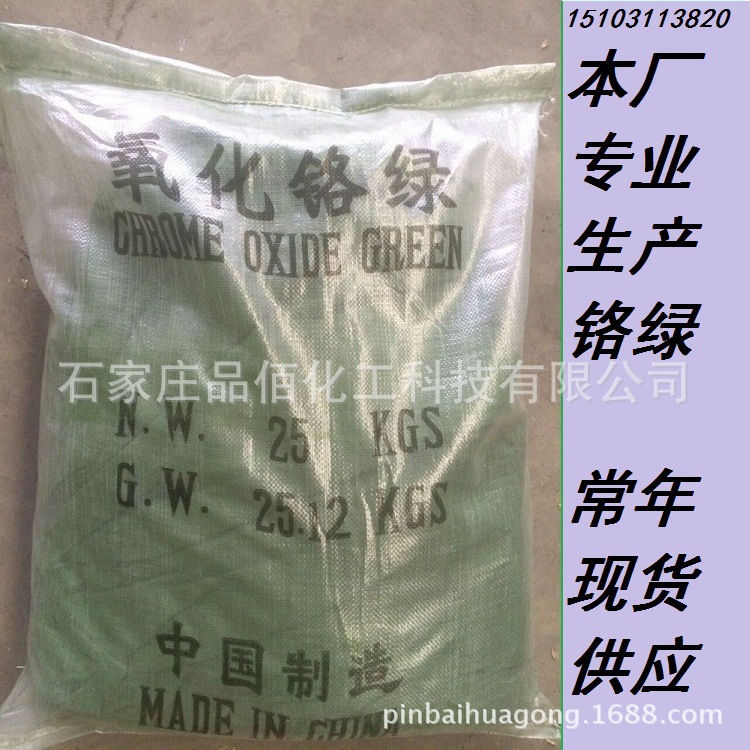 氧化铬绿
CHROME OXIDE GREEN
石家庄品佰化工科技有限公司
N.W. 25 KGS
G.W. 25.12 KGS
中国制造
MADE IN CHINA
pinbaihuagong.1688.com
15103113820
本厂
专业
生产
铬绿
常年
现货
供应